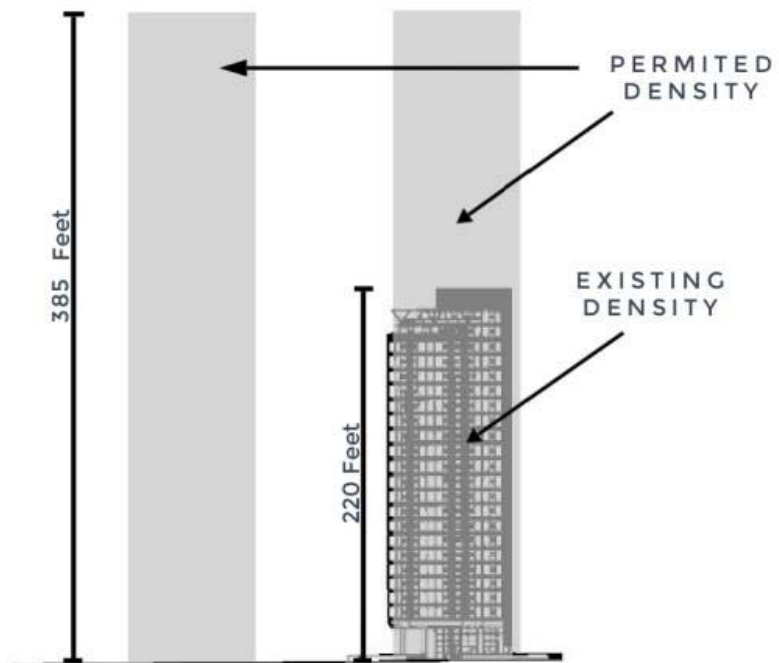 PERMITED
DENSITY
385 Feet
EXISTING
DENSITY
220 Feet